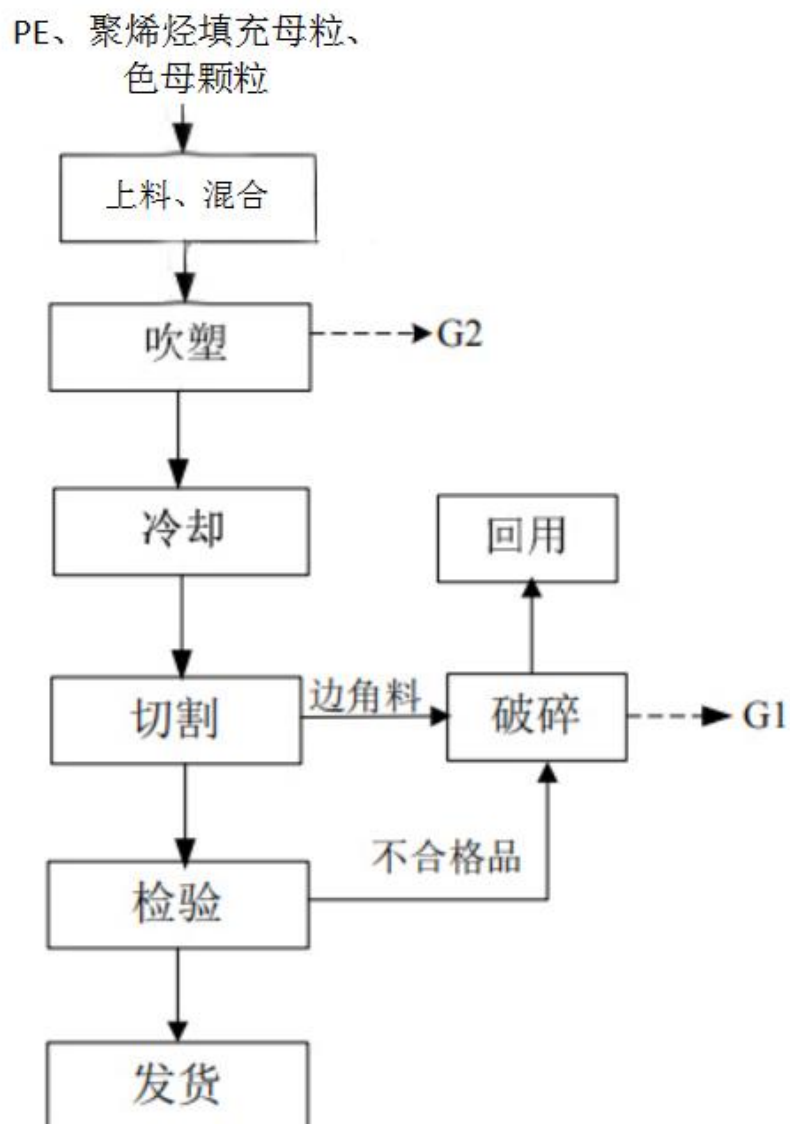 PE、聚烯烃填充母粒、
色母颗粒
上料、混合
吹塑
G2
冷却
回用
切割
边角料
破碎
G1
不合格品
检验
发货